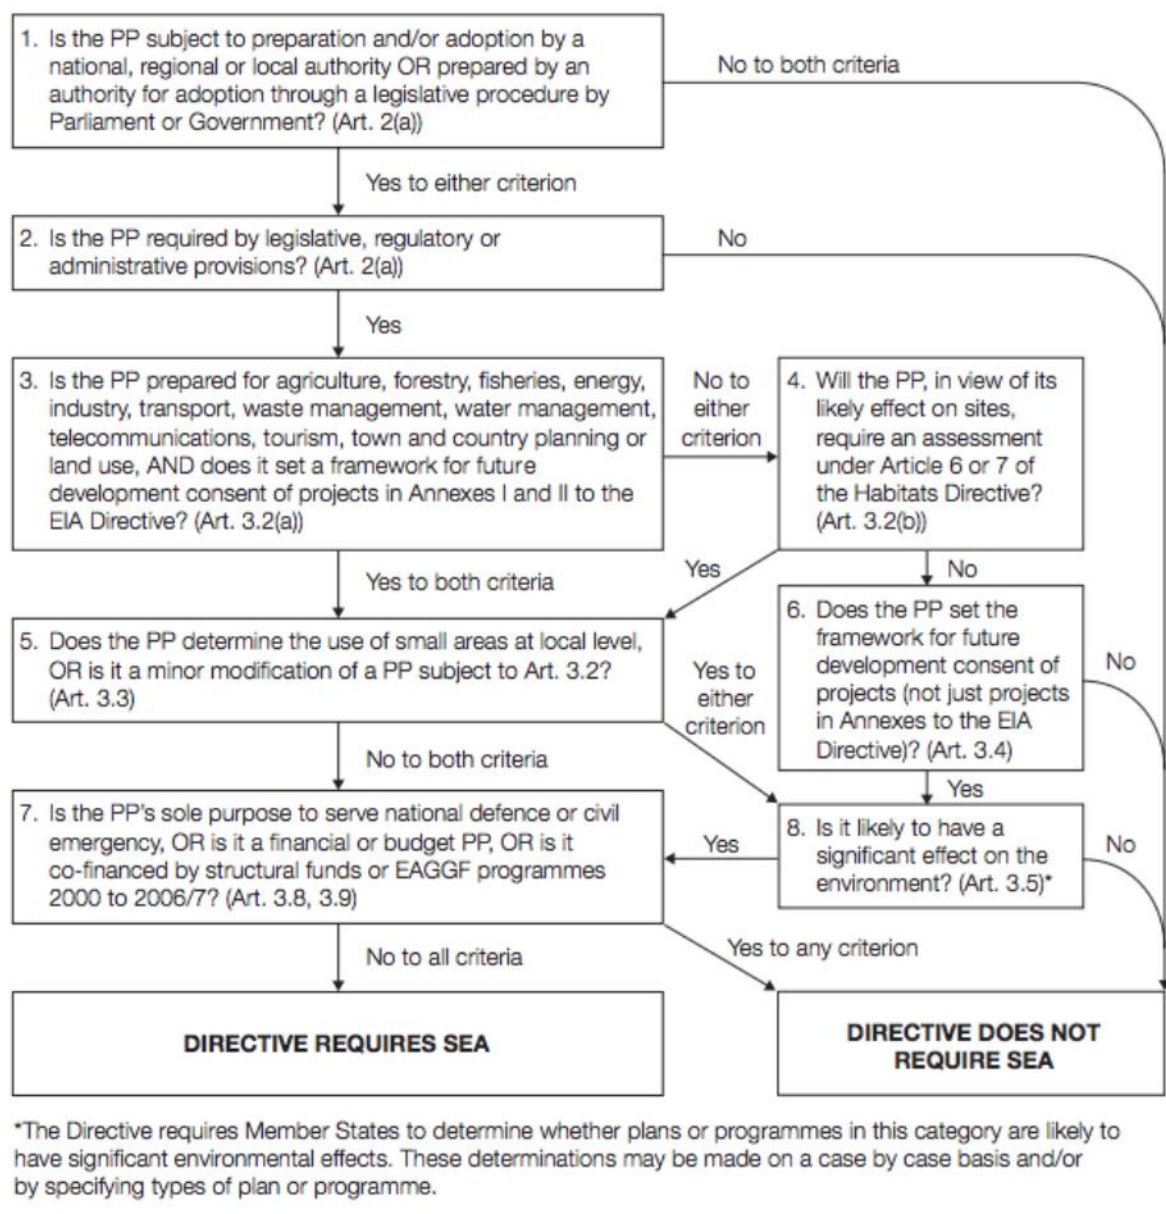 1. Is the PP subject to preparation and/or adoption by a
national, regional or local authority OR prepared by an
authority for adoption through a legislative procedure by
Parliament or Government? (Art. 2(a))
No to both criteria
Yes to either criterion
2. Is the PP required by legislative, regulatory or
administrative provisions? (Art. 2(a))
No
Yes
3. Is the PP prepared for agriculture, forestry, fisheries, energy,
industry, transport, waste management, water management,
telecommunications, tourism, town and country planning or
land use, AND does it set a framework for future
development consent of projects in Annexes I and II to the
EIA Directive? (Art. 3.2(a))
No to
either
criterion
4. Will the PP, in view of its
likely effect on sites,
require an assessment
under Article 6 or 7 of
the Habitats Directive?
(Art. 3.2(b))
Yes to both criteria
Yes
No
5. Does the PP determine the use of small areas at local level,
OR is it a minor modification of a PP subject to Art. 3.2?
(Art. 3.3)
Yes to
either
criterion
6. Does the PP set the
framework for future
development consent of
projects (not just projects
in Annexes to the EIA
Directive)? (Art. 3.4)
No
No to both criteria
Yes
7. Is the PP's sole purpose to serve national defence or civil
emergency, OR is it a financial or budget PP, OR is it
co-financed by structural funds or EAGGF programmes
2000 to 2006/7? (Art. 3.8, 3.9)
Yes
8. Is it likely to have a
significant effect on the
environment? (Art. 3.5)*
No
No to all criteria
Yes to any criterion
DIRECTIVE REQUIRES SEA
DIRECTIVE DOES NOT
REQUIRE SEA
*The Directive requires Member States to determine whether plans or programmes in this category are likely to
have significant environmental effects. These determinations may be made on a case by case basis and/or
by specifying types of plan or programme.